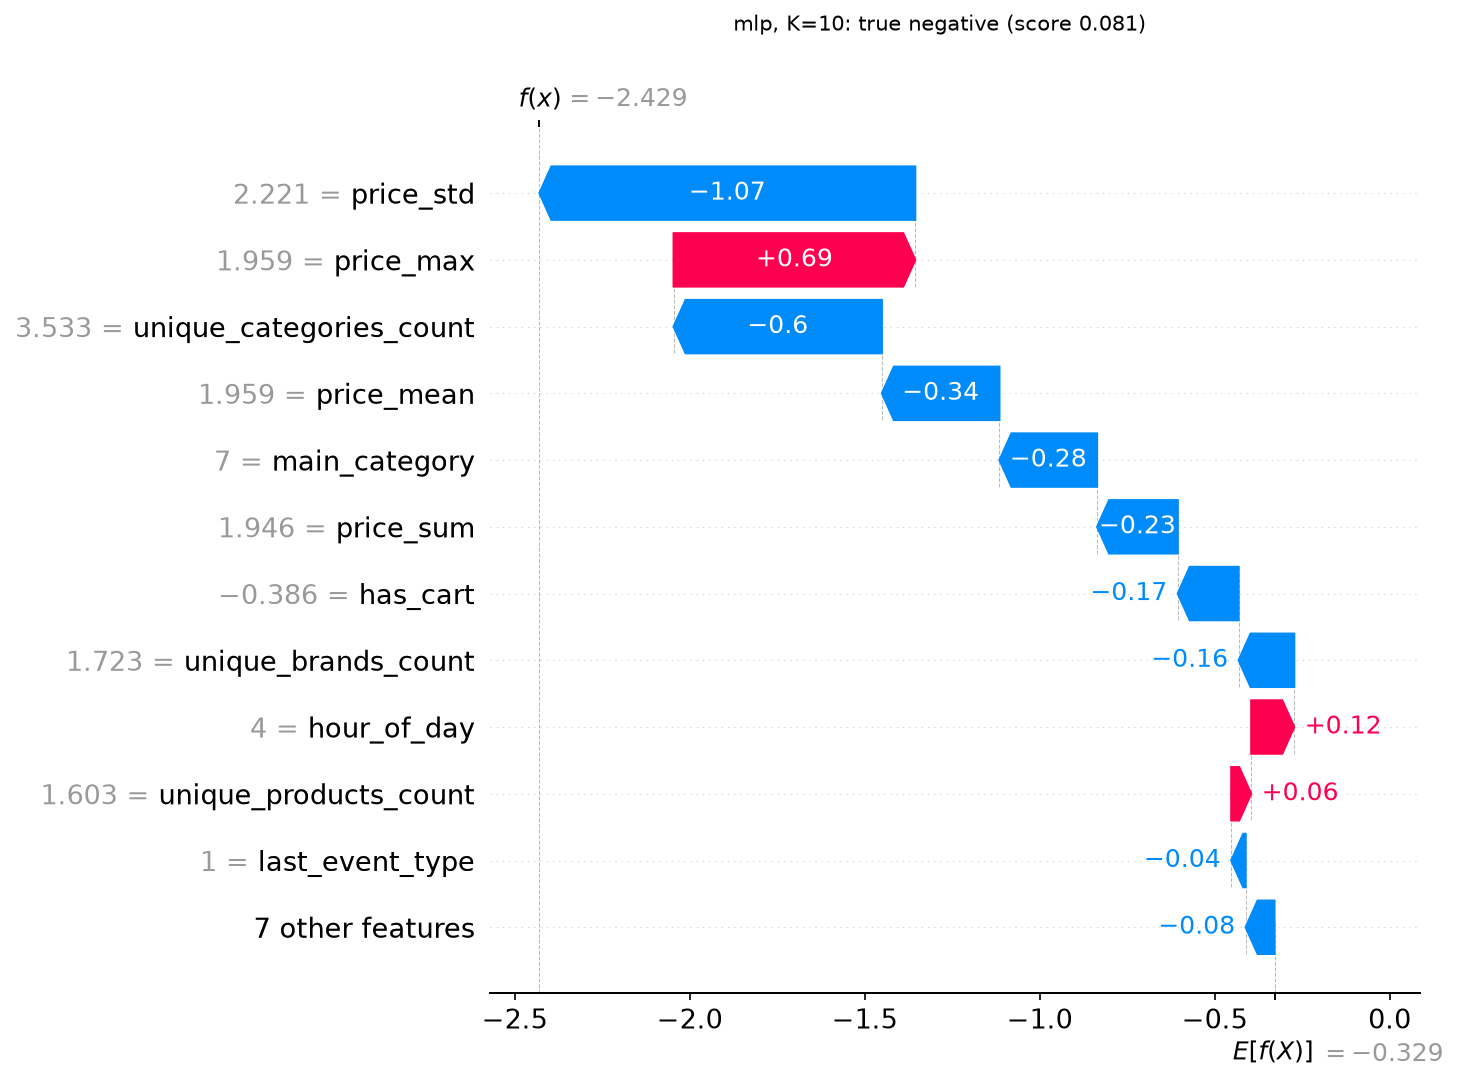 mlp, K=10: true negative (score 0.081)
f(x) = −2.429
2.221 = price_std −1.07
1.959 = price_max +0.69
3.533 = unique_categories_count −0.6
1.959 = price_mean −0.34
7 = main_category −0.28
1.946 = price_sum −0.23
−0.386 = has_cart −0.17
1.723 = unique_brands_count −0.16
4 = hour_of_day +0.12
1.603 = unique_products_count +0.06
1 = last_event_type −0.04
7 other features −0.08
−2.5 −2.0 −1.5 −1.0 −0.5 0.0
E[f(X)] = −0.329